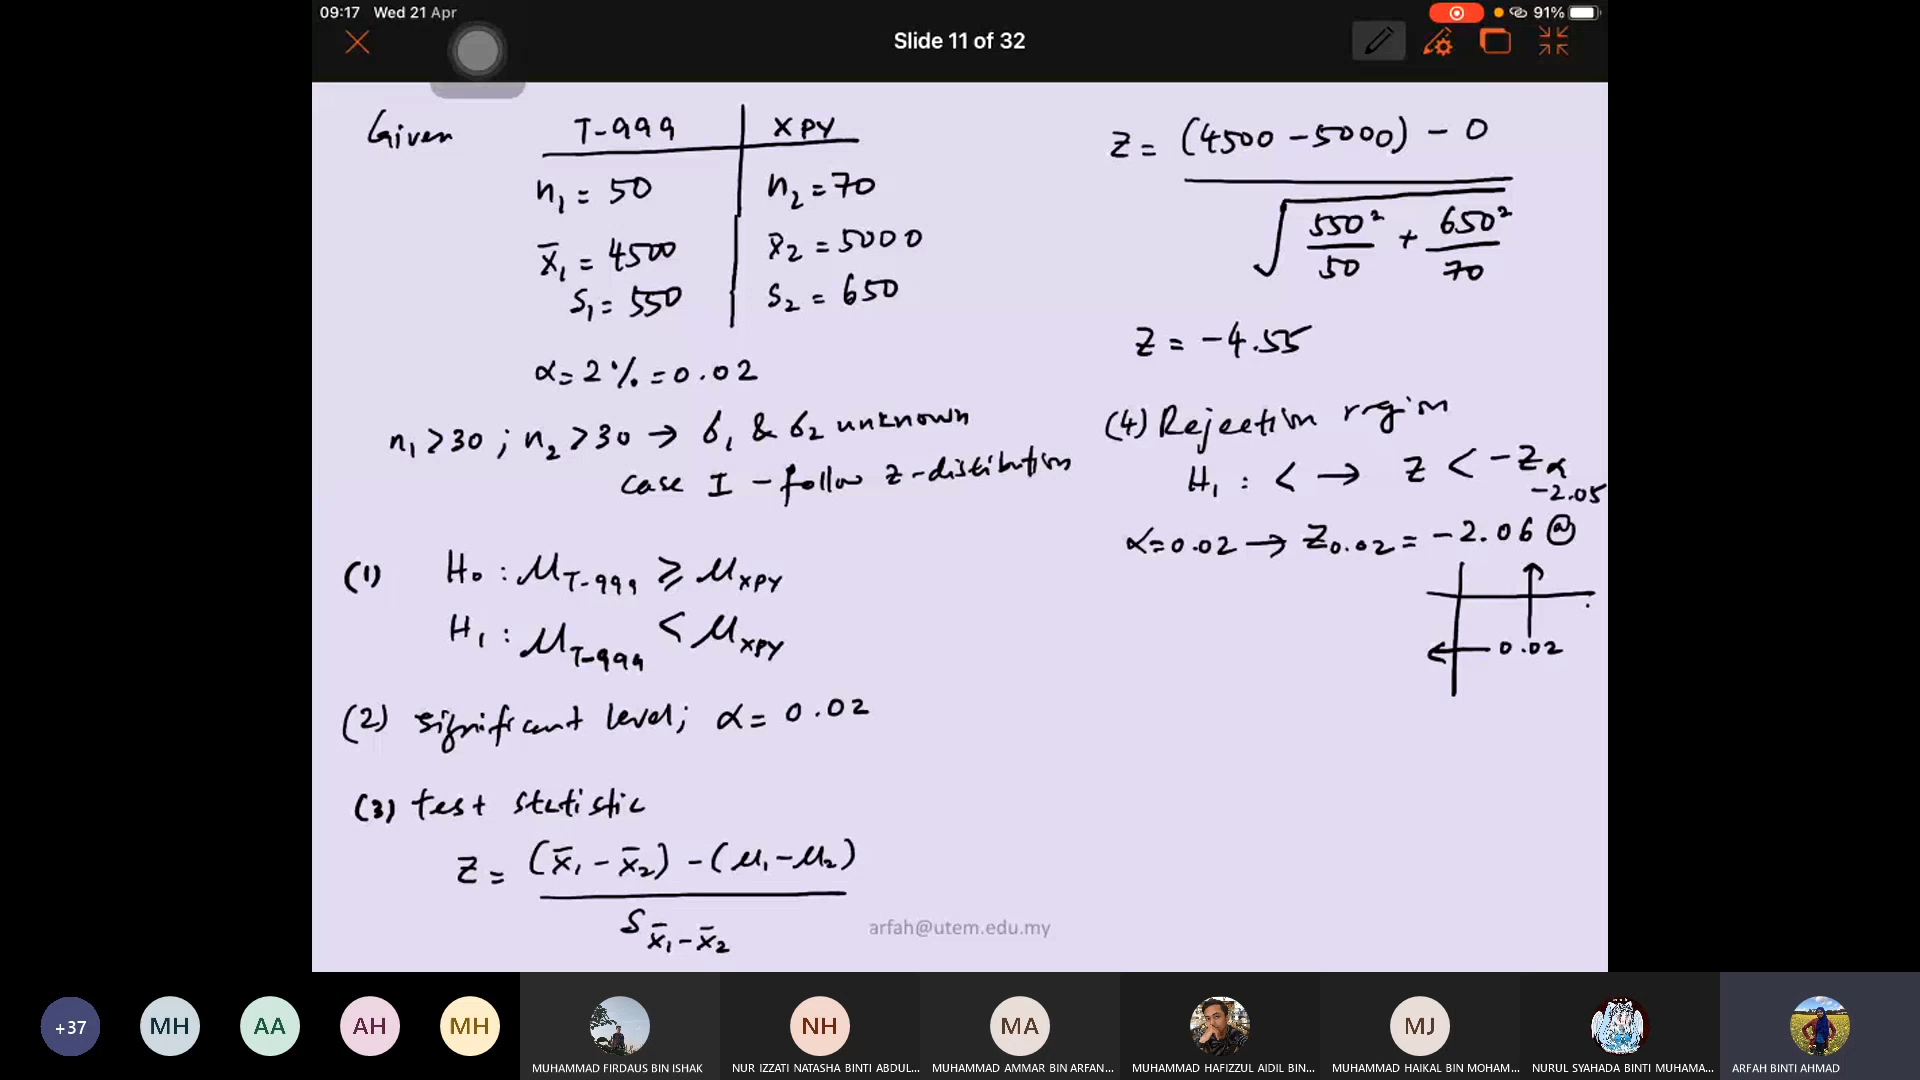 09:17 Wed 21 Apr
91%
Slide 11 of 32
Given
T-999 XPY
n₁ = 50 n₂ = 70
x̄₁ = 4500 x̄₂ = 5000
S₁ = 550 S₂ = 650
α = 2% = 0.02
n₁ > 30 ; n₂ > 30 → σ₁ & σ₂ unknown
case I - follow z-distribution
(1) H₀ : μ_T-999 ≥ μ_XPY
H₁ : μ_T-999 < μ_XPY
(2) significant level; α = 0.02
(3) test statistic
Z = (x̄₁ - x̄₂) - (μ₁ - μ₂)
S x̄₁ - x̄₂
Z = (4500 - 5000) - 0
√ 550²/50 + 650²/70
Z = -4.55
(4) Rejection region
H₁ : < → Z < -Zα
-2.05
α = 0.02 → Z₀.₀₂ = -2.06 @
0.02
arfah@utem.edu.my
+37 MH AA AH MH NH MA MJ
MUHAMMAD FIRDAUS BIN ISHAK
NUR IZZATI NATASHA BINTI ABDUL...
MUHAMMAD AMMAR BIN ARFAN...
MUHAMMAD HAFIZZUL AIDIL BIN...
MUHAMMAD HAIKAL BIN MOHAM...
NURUL SYAHADA BINTI MUHAMA...
ARFAH BINTI AHMAD